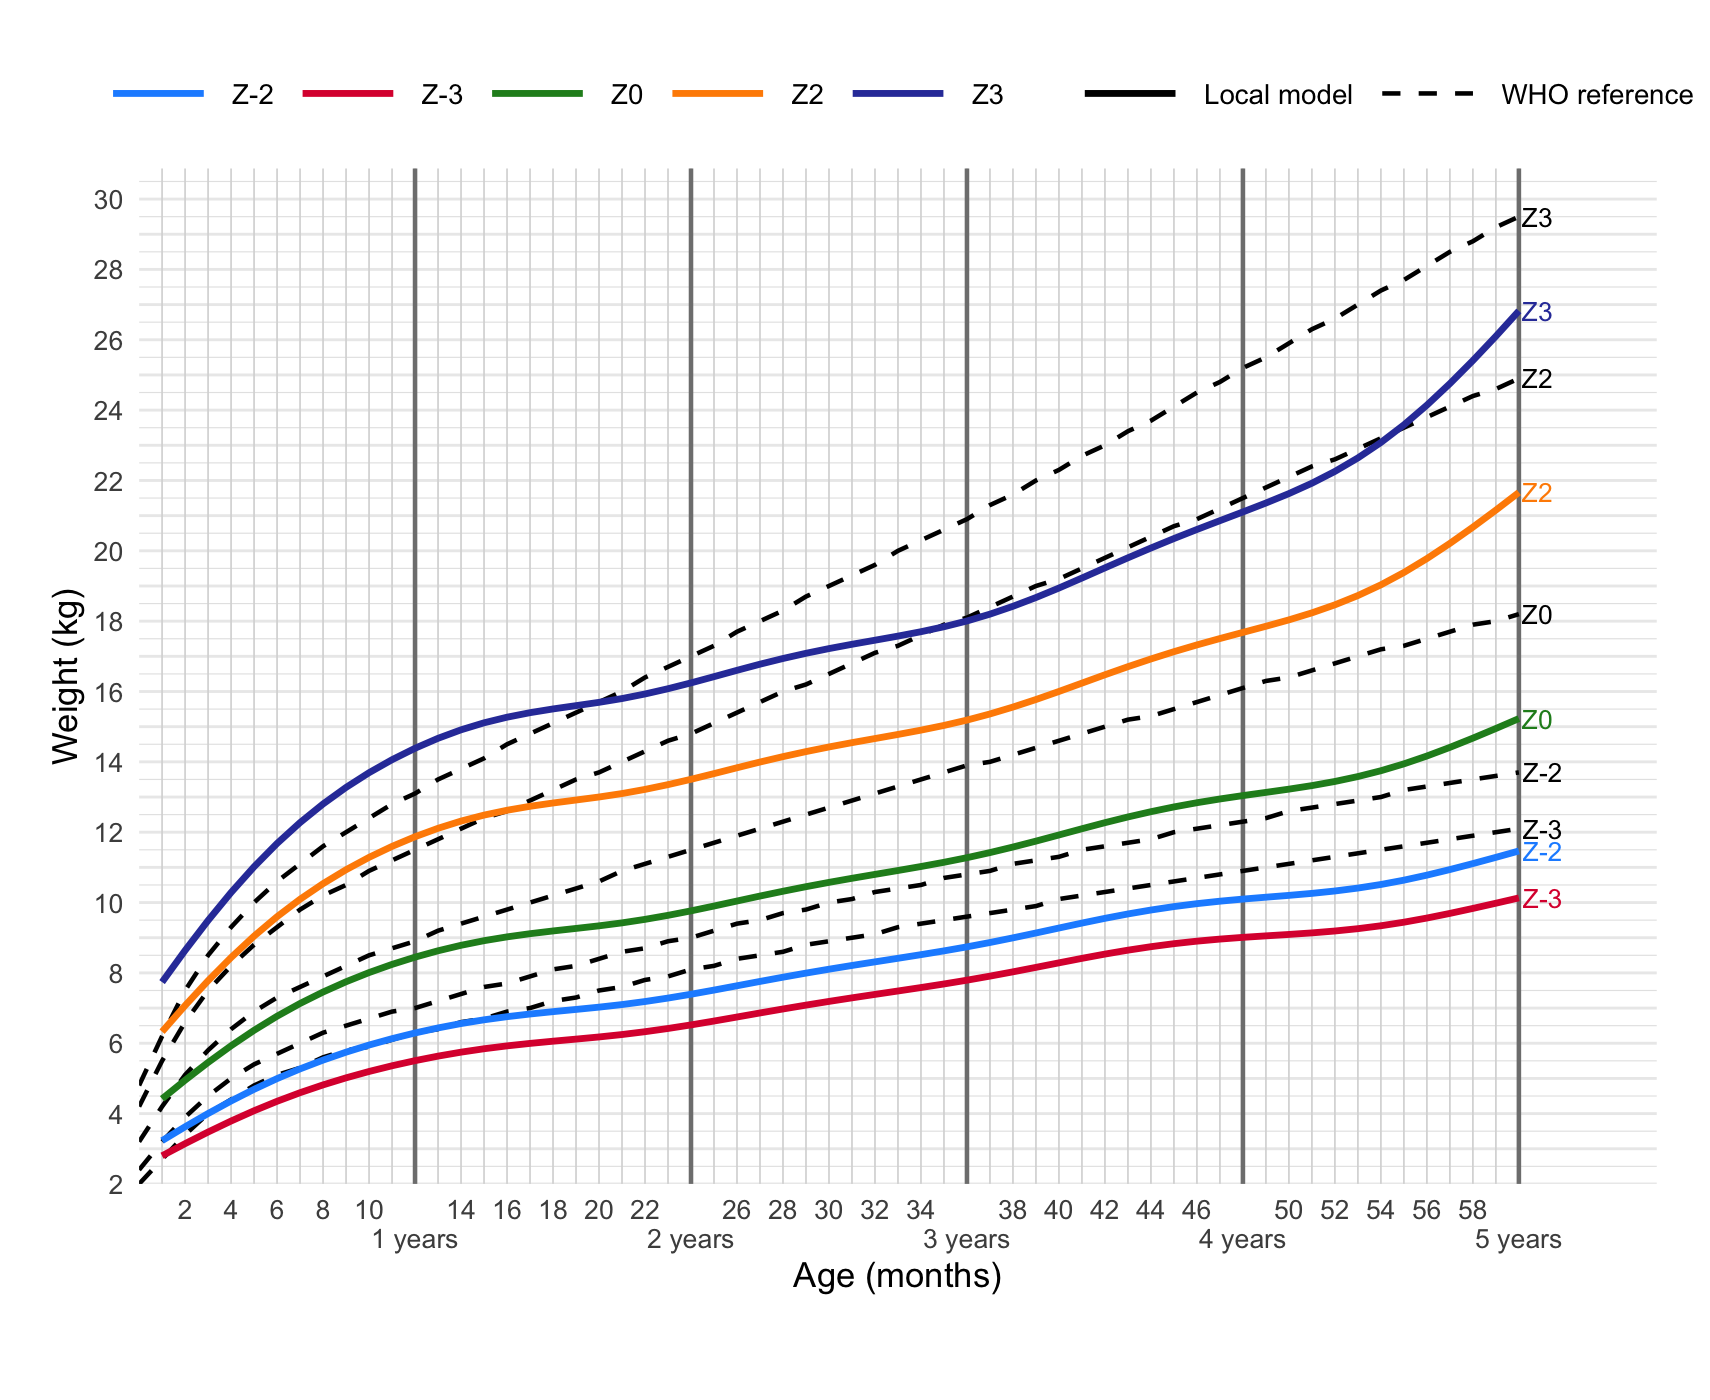 Z-2 Z-3 Z0 Z2 Z3 Local model WHO reference
30
28
26
24
22
20
18
16
14
12
10
8
6
4
2
Weight (kg)
Z3
Z3
Z2
Z2
Z0
Z0
Z-2
Z-3
Z-2
Z-3
2 4 6 8 10 14 16 18 20 22 26 28 30 32 34 38 40 42 44 46 50 52 54 56 58
1 years 2 years 3 years 4 years 5 years
Age (months)